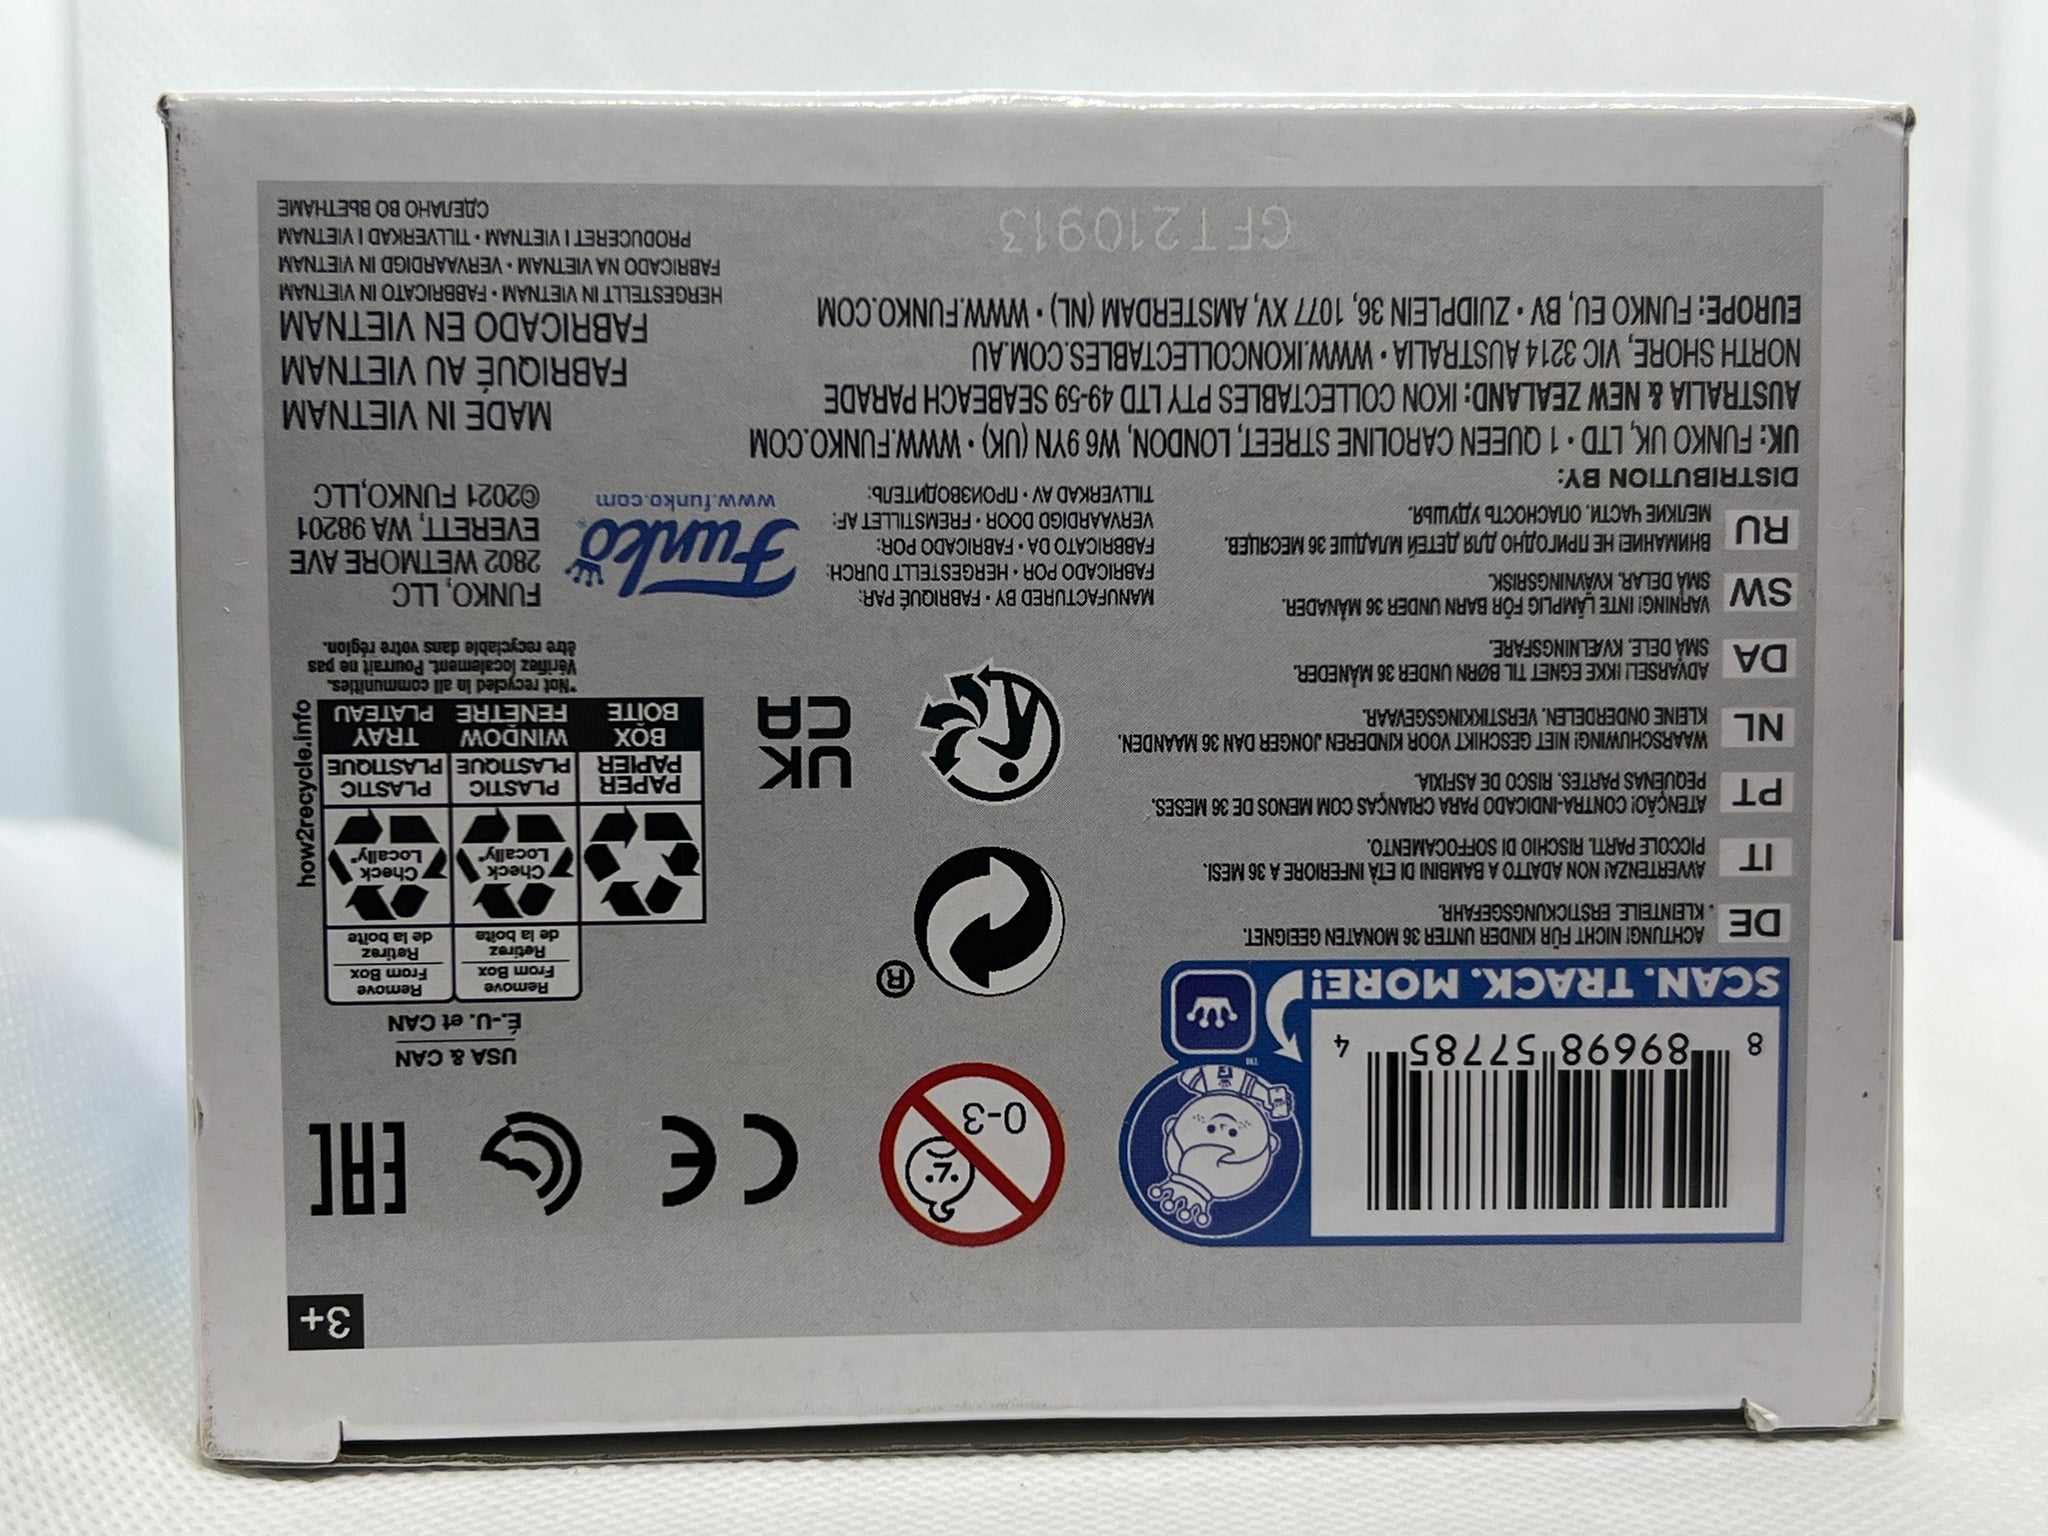 3+
8 89698 57785 4
SCAN. TRACK. MORE!
TM
0-3
CE
EAC
USA & CAN
É.-U. et CAN
Remove
From Box
Retirez
de la boîte
Remove
From Box
Retirez
de la boîte
Check
Locally*
Check
Locally*
PAPER
PAPIER
PLASTIC
PLASTIQUE
PLASTIC
PLASTIQUE
BOX
BOÎTE
WINDOW
FENÊTRE
TRAY
PLATEAU
how2recycle.info
*Not recycled in all communities.
Vérifiez localement. Pourrait ne pas
être recyclable dans votre région.
®
UK
CA
DE
ACHTUNG! NICHT FÜR KINDER UNTER 36 MONATEN GEEIGNET.
KLEINTEILE. ERSTICKUNGSGEFAHR.
IT
AVVERTENZA! NON ADATTO A BAMBINI DI ETÀ INFERIORE A 36 MESI.
PICCOLE PARTI. RISCHIO DI SOFFOCAMENTO.
PT
ATENÇÃO! CONTRA-INDICADO PARA CRIANÇAS COM MENOS DE 36 MESES.
PEQUENAS PARTES. RISCO DE ASFIXIA.
NL
WAARSCHUWING! NIET GESCHIKT VOOR KINDEREN JONGER DAN 36 MAANDEN.
KLEINE ONDERDELEN. VERSTIKKINGSGEVAAR.
DA
ADVARSEL! IKKE EGNET TIL BØRN UNDER 36 MÅNEDER.
SMÅ DELE. KVÆLNINGSFARE.
SW
VARNING! INTE LÄMPLIG FÖR BARN UNDER 36 MÅNADER.
SMÅ DELAR. KVÄVNINGSRISK.
RU
ВНИМАНИЕ! НЕ ПРИГОДНО ДЛЯ ДЕТЕЙ МЛАДШЕ 36 МЕСЯЦЕВ.
МЕЛКИЕ ЧАСТИ. ОПАСНОСТЬ УДУШЬЯ.
MANUFACTURED BY • FABRIQUÉ PAR:
FABRICADO POR • HERGESTELLT DURCH:
FABBRICATO DA • FABRICADO POR:
VERVAARDIGD DOOR • FREMSTILLET AF:
TILLVERKAD AV • ПРОИЗВОДИТЕЛЬ:
Funko®
www.funko.com
FUNKO, LLC
2802 WETMORE AVE
EVERETT, WA 98201
©2021 FUNKO,LLC
DISTRIBUTION BY:
UK: FUNKO UK, LTD • 1 QUEEN CAROLINE STREET, LONDON, W6 9YN (UK) • WWW.FUNKO.COM
AUSTRALIA & NEW ZEALAND: IKON COLLECTABLES PTY LTD 49-59 SEABEACH PARADE
NORTH SHORE, VIC 3214 AUSTRALIA • WWW.IKONCOLLECTABLES.COM.AU
EUROPE: FUNKO EU, BV • ZUIDPLEIN 36, 1077 XV, AMSTERDAM (NL) • WWW.FUNKO.COM
MADE IN VIETNAM
FABRIQUÉ AU VIETNAM
FABRICADO EN VIETNAM
HERGESTELLT IN VIETNAM • FABBRICATO IN VIETNAM
FABRICADO NA VIETNAM • VERVAARDIGD IN VIETNAM
PRODUCERET I VIETNAM • TILLVERKAD I VIETNAM
СДЕЛАНО ВО ВЬЕТНАМЕ
GFT210913